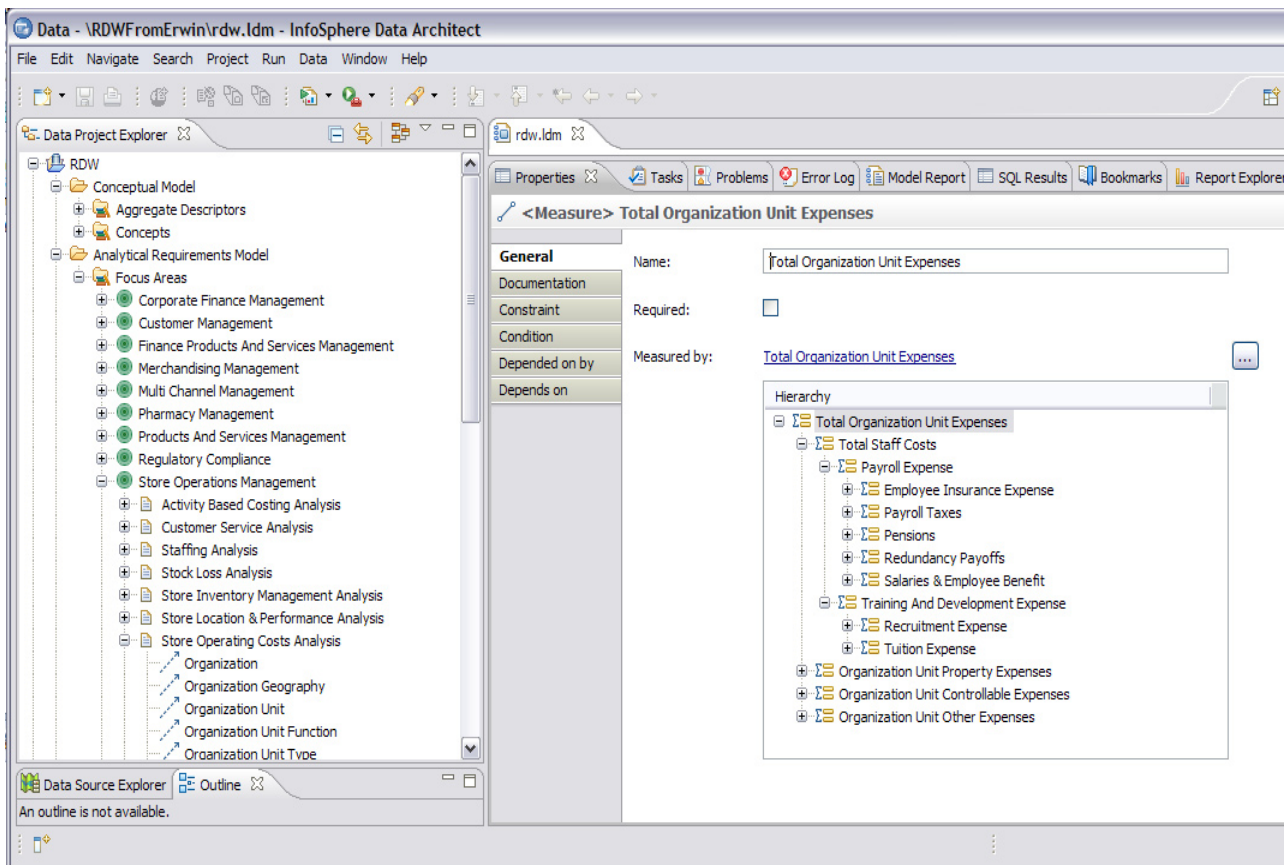 Data - \RDWFromErwin\rdw.ldm - InfoSphere Data Architect
File Edit Navigate Search Project Run Data Window Help
Data Project Explorer
RDW
Conceptual Model
Aggregate Descriptors
Concepts
Analytical Requirements Model
Focus Areas
Corporate Finance Management
Customer Management
Finance Products And Services Management
Merchandising Management
Multi Channel Management
Pharmacy Management
Products And Services Management
Regulatory Compliance
Store Operations Management
Activity Based Costing Analysis
Customer Service Analysis
Staffing Analysis
Stock Loss Analysis
Store Inventory Management Analysis
Store Location & Performance Analysis
Store Operating Costs Analysis
Organization
Organization Geography
Organization Unit
Organization Unit Function
Organization Unit Type
Data Source Explorer Outline
An outline is not available.
rdw.ldm
Properties Tasks Problems Error Log Model Report SQL Results Bookmarks Report Explorer
<Measure> Total Organization Unit Expenses
General
Documentation
Constraint
Condition
Depended on by
Depends on
Name: Total Organization Unit Expenses
Required:
Measured by: Total Organization Unit Expenses ...
Hierarchy
Total Organization Unit Expenses
Total Staff Costs
Payroll Expense
Employee Insurance Expense
Payroll Taxes
Pensions
Redundancy Payoffs
Salaries & Employee Benefit
Training And Development Expense
Recruitment Expense
Tuition Expense
Organization Unit Property Expenses
Organization Unit Controllable Expenses
Organization Unit Other Expenses